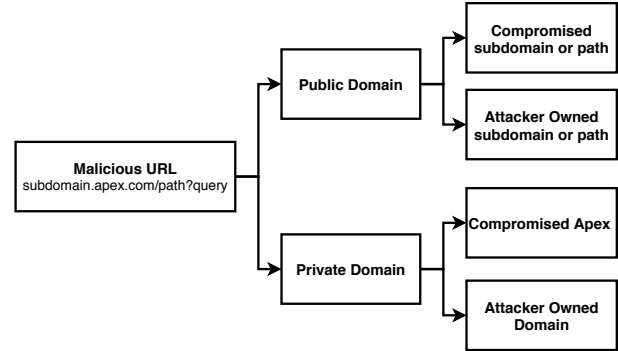 Malicious URL
subdomain.apex.com/path?query
Public Domain
Compromised
subdomain or path
Attacker Owned
subdomain or path
Private Domain
Compromised Apex
Attacker Owned
Domain